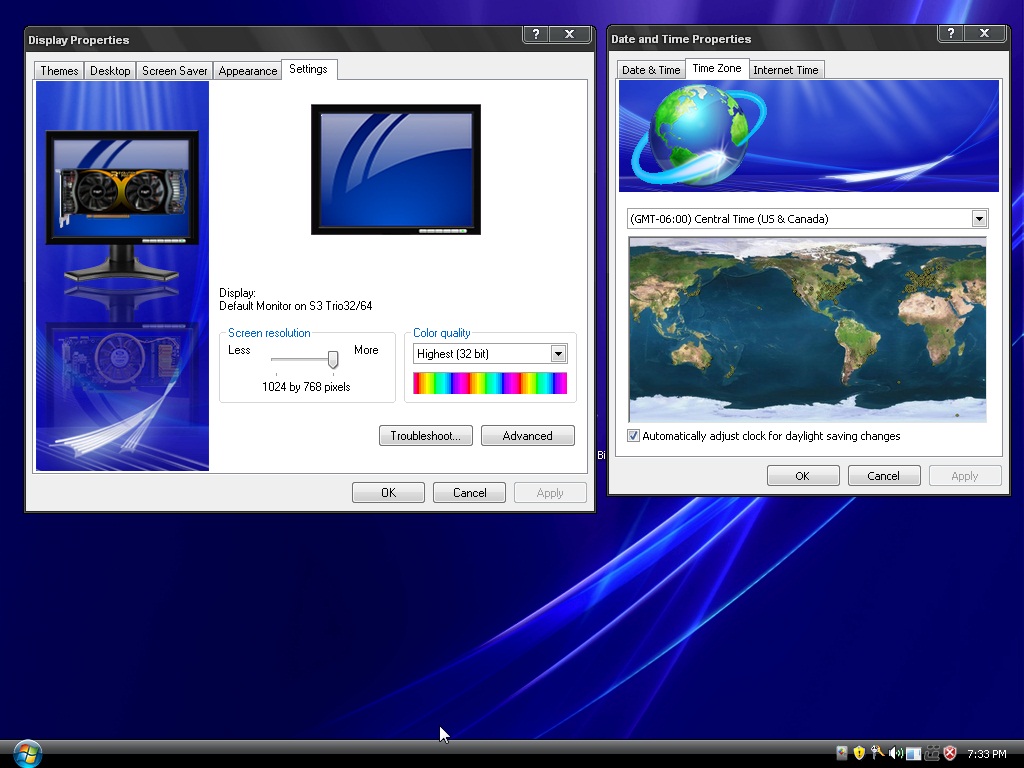 Display Properties
Themes
Desktop
Screen Saver
Appearance
Settings
Display:
Default Monitor on S3 Trio32/64
Screen resolution
Less
More
1024 by 768 pixels
Color quality
Highest (32 bit)
Troubleshoot...
Advanced
OK
Cancel
Apply
Date and Time Properties
Date & Time
Time Zone
Internet Time
(GMT-06:00) Central Time (US & Canada)
Automatically adjust clock for daylight saving changes
OK
Cancel
Apply
Bi
7:33 PM